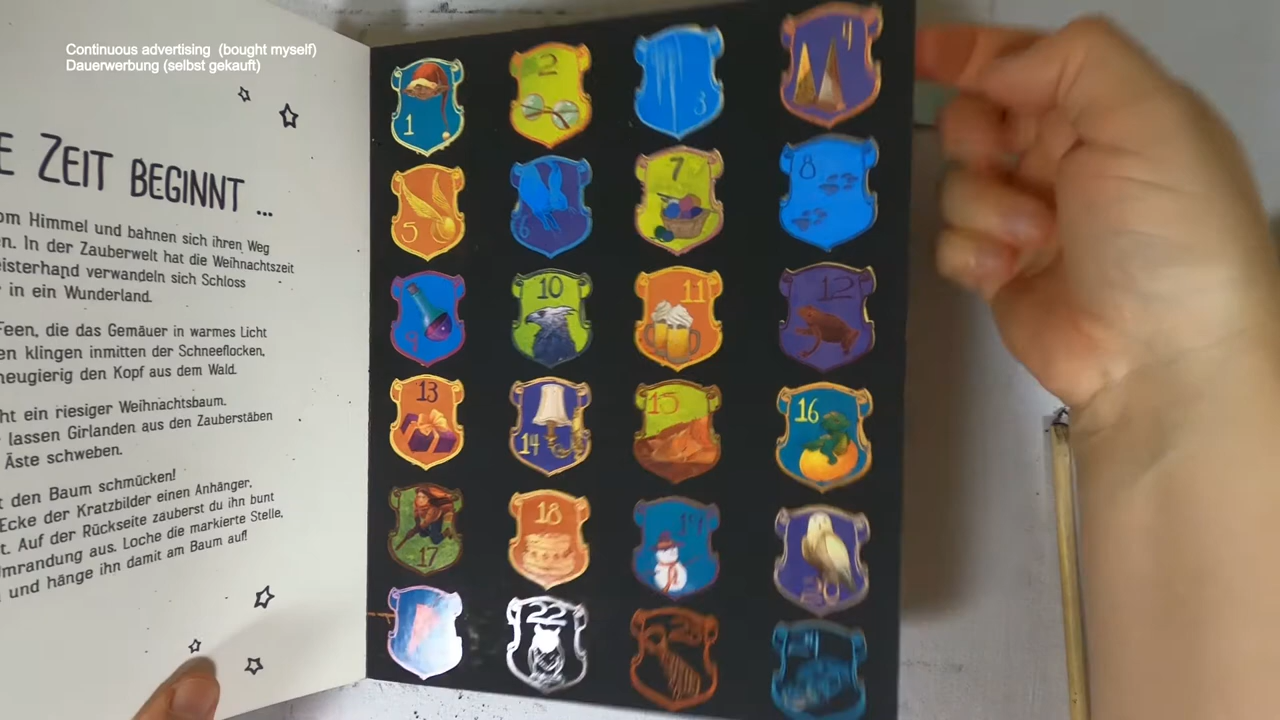 Continuous advertising (bought myself)
Dauerwerbung (selbst gekauft)
E ZEIT BEGINNT ...
om Himmel und bahnen sich ihren Weg
en. In der Zauberwelt hat die Weihnachtszeit
eisterhand verwandeln sich Schloss
r in ein Wunderland.
Feen, die das Gemäuer in warmes Licht
en klingen inmitten der Schneeflocken,
neugierig den Kopf aus dem Wald.
ht ein riesiger Weihnachtsbaum.
lassen Girlanden aus den Zauberstäben
Äste schweben.
t den Baum schmücken!
Ecke der Kratzbilder einen Anhänger,
t. Auf der Rückseite zauberst du ihn bunt
mrandung aus. Loche die markierte Stelle,
und hänge ihn damit am Baum auf!
1 2 3 4
5 6 7 8
9 10 11 12
13 14 15 16
17 18 19 20
22